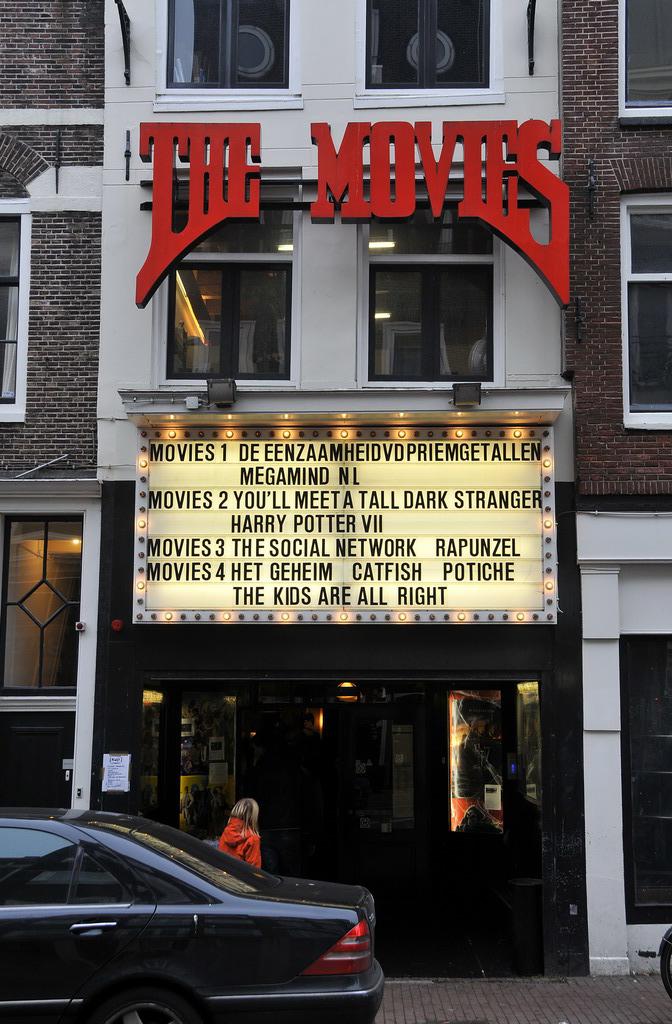 THE MOVIES
MOVIES 1 DE EENZAAMHEIDVDPRIEMGETALLEN
MEGAMIND NL
MOVIES 2 YOU'LL MEET A TALL DARK STRANGER
HARRY POTTER VII
MOVIES 3 THE SOCIAL NETWORK RAPUNZEL
MOVIES 4 HET GEHEIM CATFISH POTICHE
THE KIDS ARE ALL RIGHT